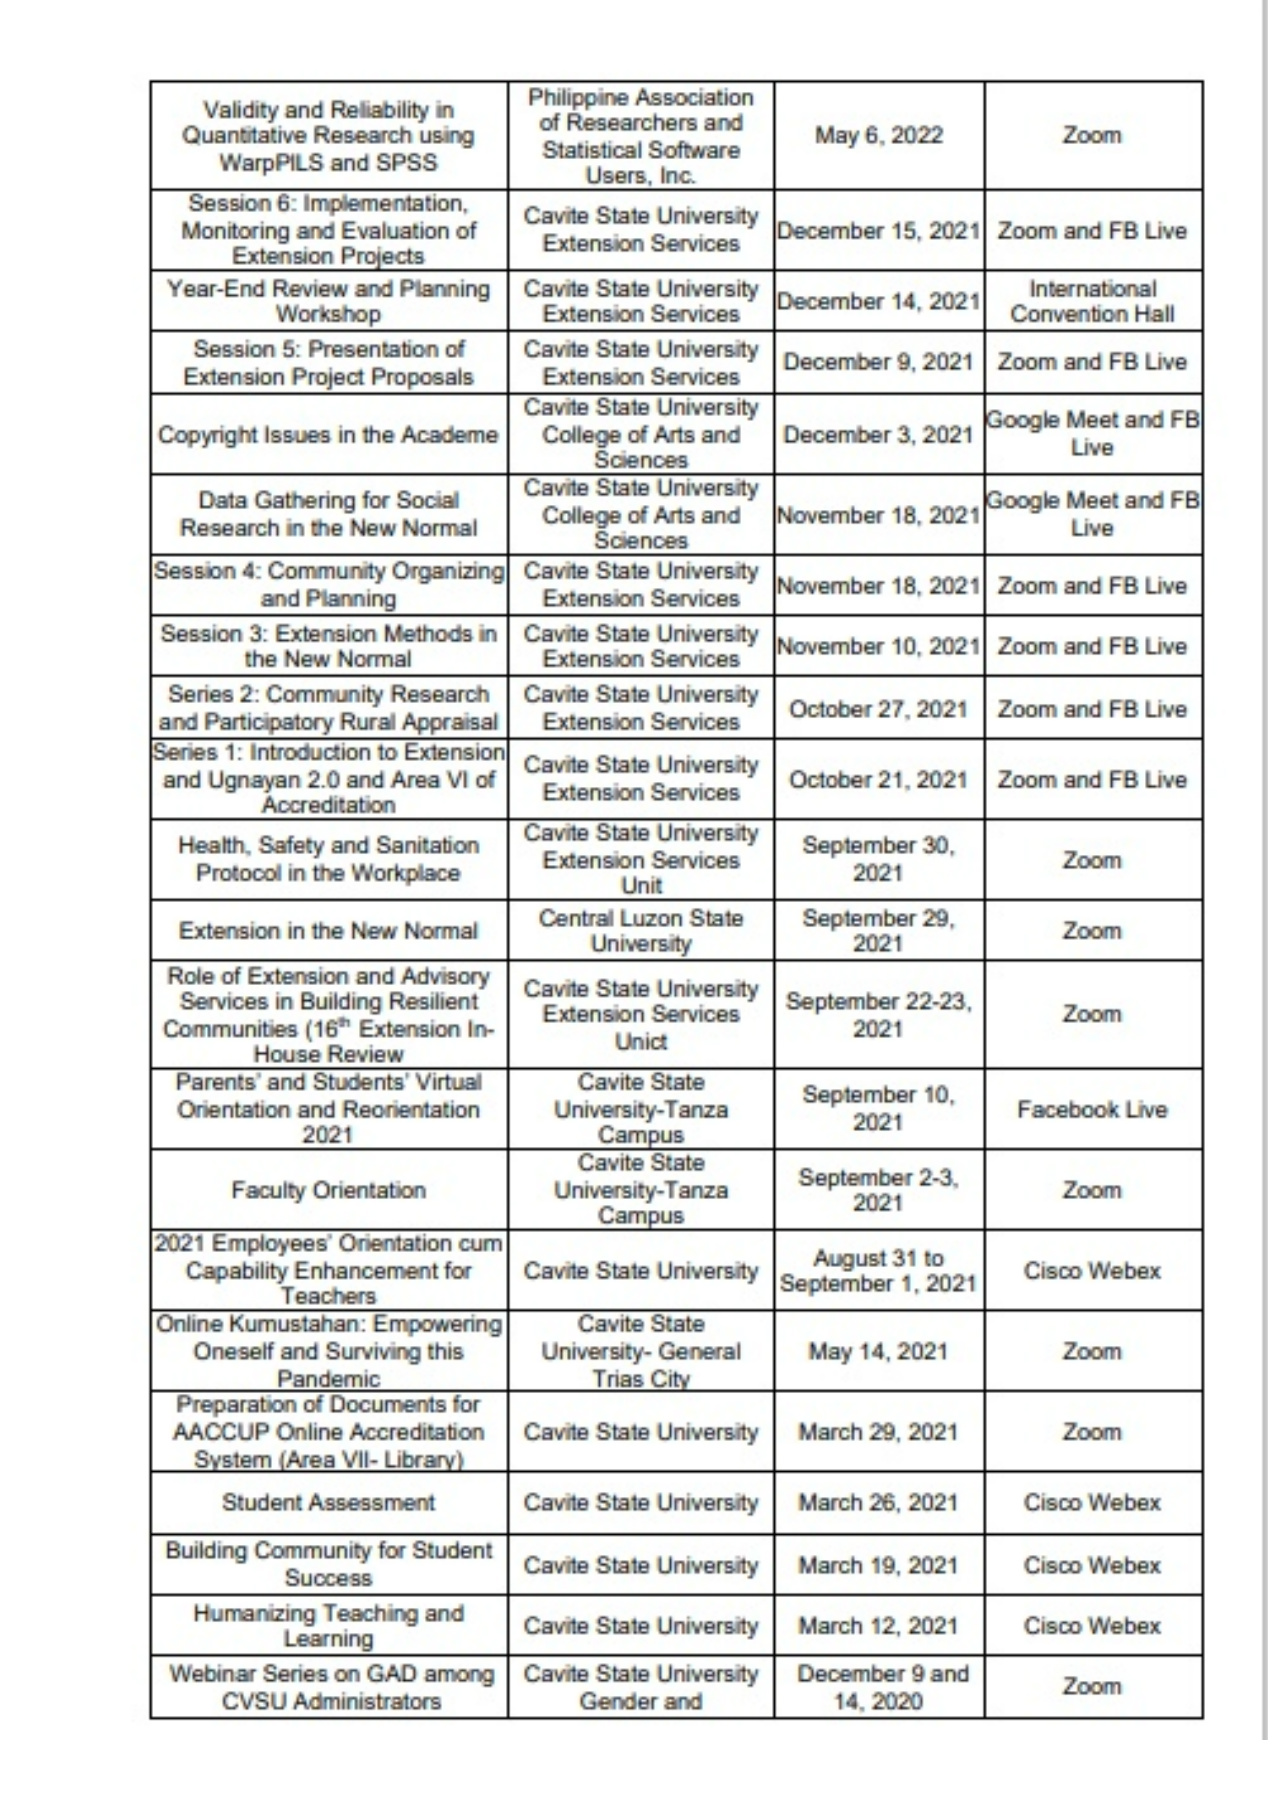 Validity and Reliability in
Quantitative Research using
WarpPILS and SPSS
Philippine Association
of Researchers and
Statistical Software
Users, Inc.
May 6, 2022
Zoom
Session 6: Implementation,
Monitoring and Evaluation of
Extension Projects
Cavite State University
Extension Services
December 15, 2021
Zoom and FB Live
Year-End Review and Planning
Workshop
Cavite State University
Extension Services
December 14, 2021
International
Convention Hall
Session 5: Presentation of
Extension Project Proposals
Cavite State University
Extension Services
December 9, 2021
Zoom and FB Live
Copyright Issues in the Academe
Cavite State University
College of Arts and
Sciences
December 3, 2021
Google Meet and FB
Live
Data Gathering for Social
Research in the New Normal
Cavite State University
College of Arts and
Sciences
November 18, 2021
Google Meet and FB
Live
Session 4: Community Organizing
and Planning
Cavite State University
Extension Services
November 18, 2021
Zoom and FB Live
Session 3: Extension Methods in
the New Normal
Cavite State University
Extension Services
November 10, 2021
Zoom and FB Live
Series 2: Community Research
and Participatory Rural Appraisal
Cavite State University
Extension Services
October 27, 2021
Zoom and FB Live
Series 1: Introduction to Extension
and Ugnayan 2.0 and Area VI of
Accreditation
Cavite State University
Extension Services
October 21, 2021
Zoom and FB Live
Health, Safety and Sanitation
Protocol in the Workplace
Cavite State University
Extension Services
Unit
September 30,
2021
Zoom
Extension in the New Normal
Central Luzon State
University
September 29,
2021
Zoom
Role of Extension and Advisory
Services in Building Resilient
Communities (16th Extension In-
House Review
Cavite State University
Extension Services
Unict
September 22-23,
2021
Zoom
Parents' and Students' Virtual
Orientation and Reorientation
2021
Cavite State
University-Tanza
Campus
September 10,
2021
Facebook Live
Faculty Orientation
Cavite State
University-Tanza
Campus
September 2-3,
2021
Zoom
2021 Employees' Orientation cum
Capability Enhancement for
Teachers
Cavite State University
August 31 to
September 1, 2021
Cisco Webex
Online Kumustahan: Empowering
Oneself and Surviving this
Pandemic
Cavite State
University- General
Trias City
May 14, 2021
Zoom
Preparation of Documents for
AACCUP Online Accreditation
System (Area VII- Library)
Cavite State University
March 29, 2021
Zoom
Student Assessment
Cavite State University
March 26, 2021
Cisco Webex
Building Community for Student
Success
Cavite State University
March 19, 2021
Cisco Webex
Humanizing Teaching and
Learning
Cavite State University
March 12, 2021
Cisco Webex
Webinar Series on GAD among
CVSU Administrators
Cavite State University
Gender and
December 9 and
14, 2020
Zoom